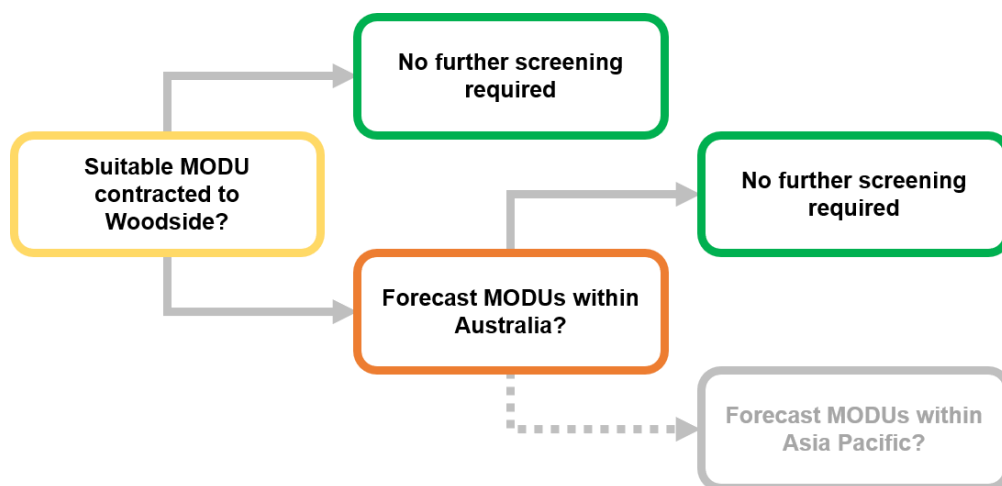 No further screening
required
Suitable MODU
contracted to
Woodside?
No further screening
required
Forecast MODUs within
Australia?
Forecast MODUs within
Asia Pacific?